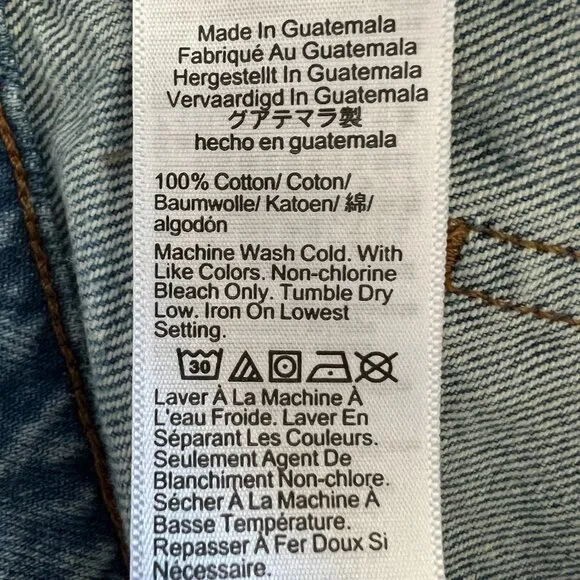 Made In Guatemala
Fabriqué Au Guatemala
Hergestellt In Guatemala
Vervaardigd In Guatemala
グアテマラ製
hecho en guatemala
100% Cotton/ Coton/
Baumwolle/ Katoen/ 綿/
algodón
Machine Wash Cold. With
Like Colors. Non-chlorine
Bleach Only. Tumble Dry
Low. Iron On Lowest
Setting.
30
Laver À La Machine À
L'eau Froide. Laver En
Séparant Les Couleurs.
Seulement Agent De
Blanchiment Non-chlore.
Sécher À La Machine À
Basse Température.
Repasser À Fer Doux Si
Nécessaire.